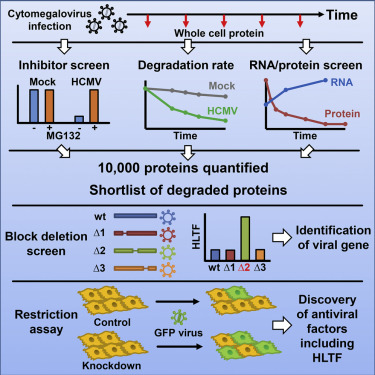 Cytomegalovirus
infection
Time
Whole cell protein
Inhibitor screen
Mock HCMV
- + - +
MG132
Degradation rate
Mock
HCMV
Time
RNA/protein screen
RNA
Protein
Time
10,000 proteins quantified
Shortlist of degraded proteins
Block deletion
screen
wt
Δ1
Δ2
Δ3
HLTF
wt Δ1 Δ2 Δ3
Identification
of viral gene
Restriction
assay
Control
GFP virus
Knockdown
Discovery
of antiviral
factors
including
HLTF